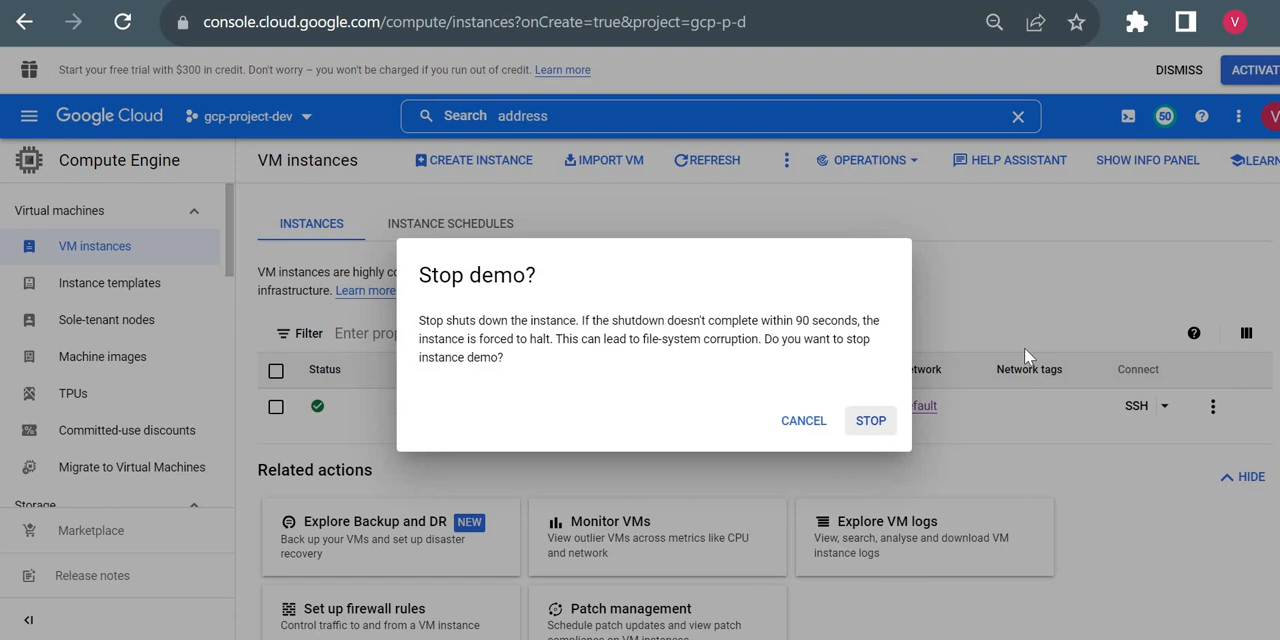 console.cloud.google.com/compute/instances?onCreate=true&project=gcp-p-d
V
Start your free trial with $300 in credit. Don't worry – you won't be charged if you run out of credit. Learn more
DISMISS
ACTIVAT
Google Cloud
gcp-project-dev
Search address
50
V
Compute Engine
VM instances
CREATE INSTANCE
IMPORT VM
REFRESH
OPERATIONS
HELP ASSISTANT
SHOW INFO PANEL
LEARN
Virtual machines
VM instances
Instance templates
Sole-tenant nodes
Machine images
TPUs
Committed-use discounts
Migrate to Virtual Machines
Storage
Marketplace
Release notes
INSTANCES
INSTANCE SCHEDULES
VM instances are highly co
infrastructure. Learn more
Filter Enter prop
Status
twork
Network tags
Connect
fault
SSH
Stop demo?
Stop shuts down the instance. If the shutdown doesn't complete within 90 seconds, the
instance is forced to halt. This can lead to file-system corruption. Do you want to stop
instance demo?
CANCEL
STOP
Related actions
HIDE
Explore Backup and DR NEW
Back up your VMs and set up disaster
recovery
Monitor VMs
View outlier VMs across metrics like CPU
and network
Explore VM logs
View, search, analyse and download VM
instance logs
Set up firewall rules
Control traffic to and from a VM instance
Patch management
Schedule patch updates and view patch
compliance on VM instances